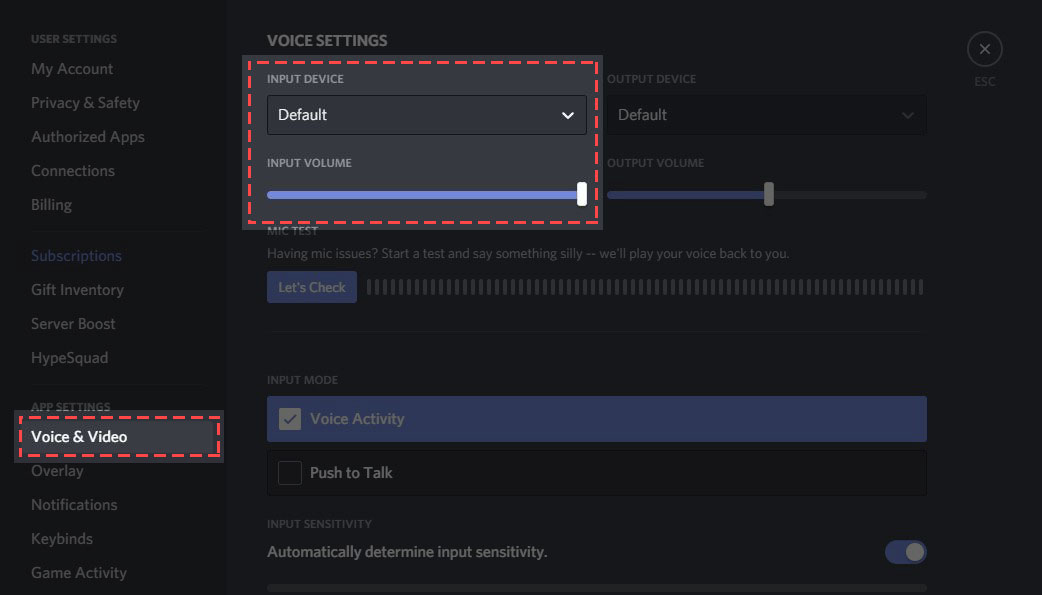 USER SETTINGS
My Account
Privacy & Safety
Authorized Apps
Connections
Billing
Subscriptions
Gift Inventory
Server Boost
HypeSquad
APP SETTINGS
Voice & Video
Overlay
Notifications
Keybinds
Game Activity
VOICE SETTINGS
INPUT DEVICE
Default
INPUT VOLUME
OUTPUT DEVICE
Default
OUTPUT VOLUME
MIC TEST
Having mic issues? Start a test and say something silly -- we'll play your voice back to you.
Let's Check
INPUT MODE
Voice Activity
Push to Talk
INPUT SENSITIVITY
Automatically determine input sensitivity.
ESC